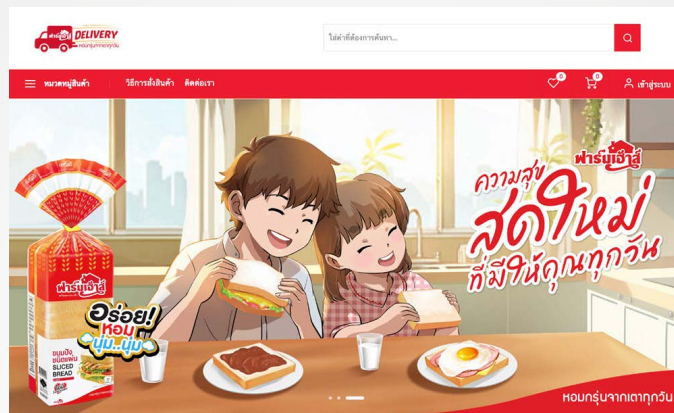 ฟาร์มเฮ้าส์ DELIVERY
หอมกรุ่นจากเตาทุกวัน
ใส่คำที่ต้องการค้นหา...
หมวดหมู่สินค้า
วิธีการสั่งสินค้า
ติดต่อเรา
0
0
เข้าสู่ระบบ
ฟาร์มเฮ้าส์
ความสุข
สดใหม่
ที่มีให้คุณทุกวัน
ฟาร์มเฮ้าส์
อร่อย!
หอม
นุ่ม..นุ่ม
ขนมปัง
ชนิดแผ่น
SLICED
BREAD
หอมกรุ่นจากเตาทุกวัน